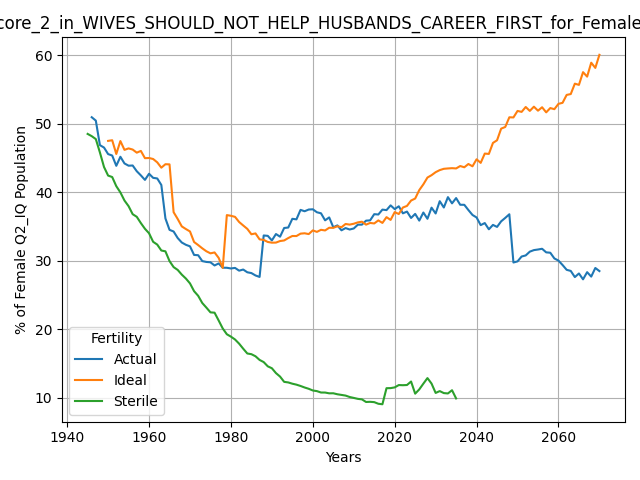 core_2_in_WIVES_SHOULD_NOT_HELP_HUSBANDS_CAREER_FIRST_for_Female
60
50
40
30
20
10
% of Female Q2_IQ Population
Fertility
Actual
Ideal
Sterile
1940 1960 1980 2000 2020 2040 2060
Years